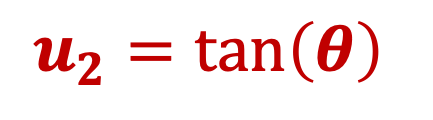 u₂ = tan(θ)